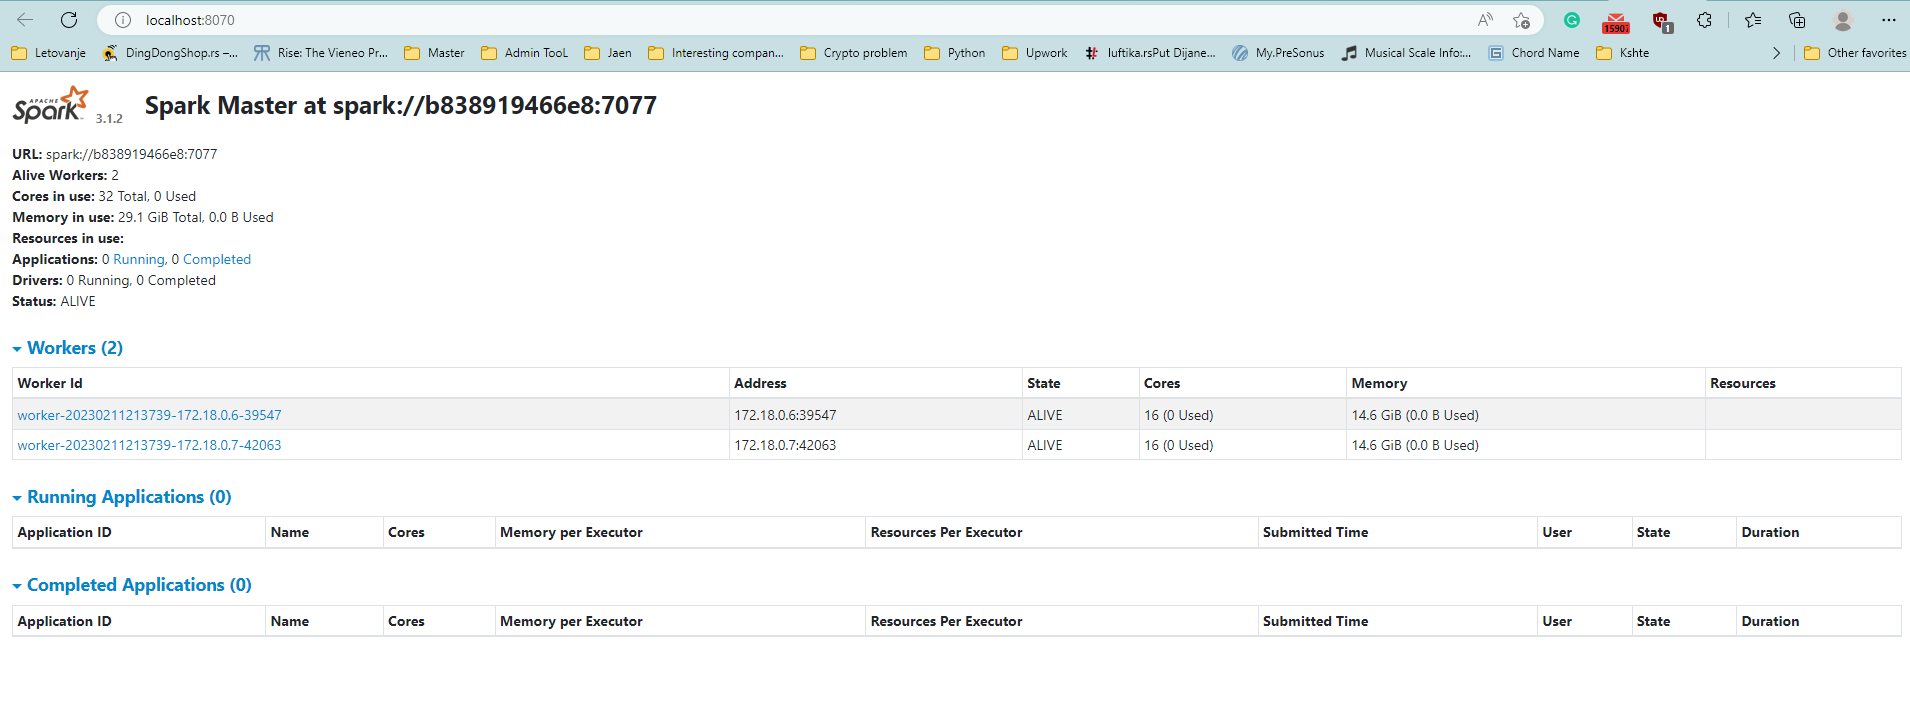 localhost:8070
A
15907
1
Letovanje DingDongShop.rs –... Rise: The Vieneo Pr... Master Admin TooL Jaen Interesting compan... Crypto problem Python Upwork luftika.rsPut Dijane... My.PreSonus Musical Scale Info:... Chord Name Kshte Other favorites
APACHE Spark 3.1.2 Spark Master at spark://b838919466e8:7077
URL: spark://b838919466e8:7077
Alive Workers: 2
Cores in use: 32 Total, 0 Used
Memory in use: 29.1 GiB Total, 0.0 B Used
Resources in use:
Applications: 0 Running, 0 Completed
Drivers: 0 Running, 0 Completed
Status: ALIVE
Workers (2)
Worker Id Address State Cores Memory Resources
worker-20230211213739-172.18.0.6-39547 172.18.0.6:39547 ALIVE 16 (0 Used) 14.6 GiB (0.0 B Used)
worker-20230211213739-172.18.0.7-42063 172.18.0.7:42063 ALIVE 16 (0 Used) 14.6 GiB (0.0 B Used)
Running Applications (0)
Application ID Name Cores Memory per Executor Resources Per Executor Submitted Time User State Duration
Completed Applications (0)
Application ID Name Cores Memory per Executor Resources Per Executor Submitted Time User State Duration